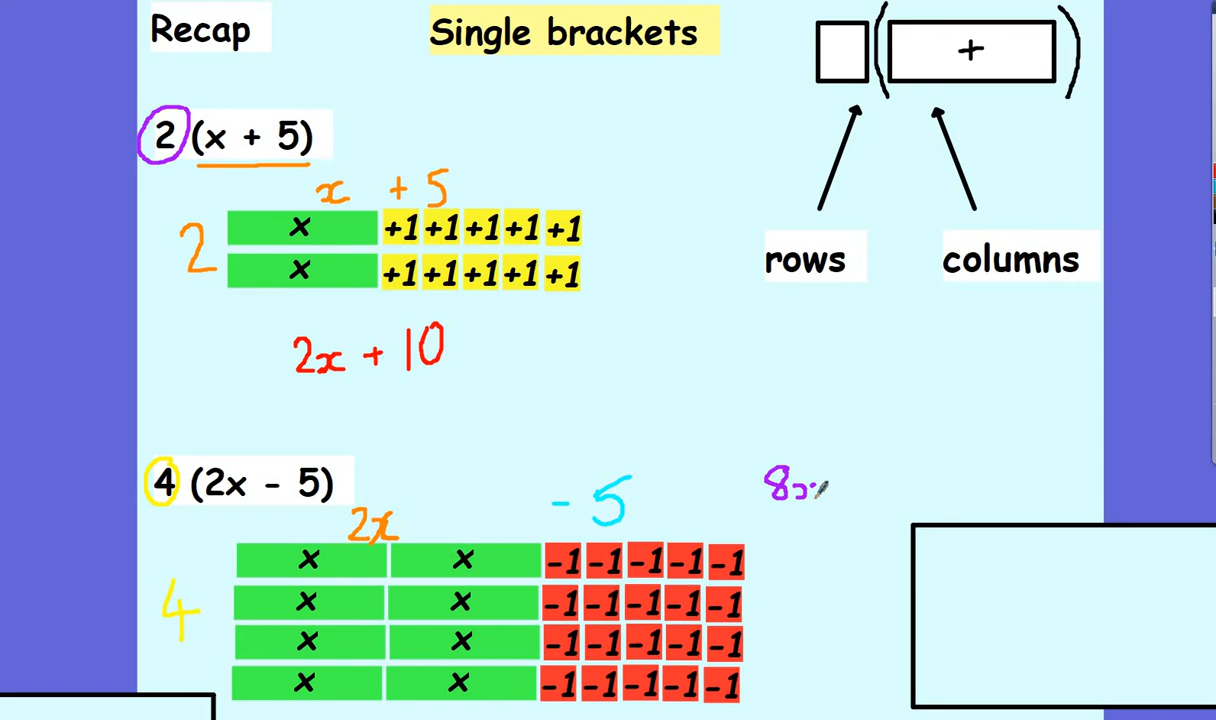 Recap
Single brackets
+
2 (x + 5)
x + 5
2
x +1 +1 +1 +1 +1
x +1 +1 +1 +1 +1
rows
columns
2x + 10
4 (2x - 5)
2x
- 5
8x
4
x x -1 -1 -1 -1 -1
x x -1 -1 -1 -1 -1
x x -1 -1 -1 -1 -1
x x -1 -1 -1 -1 -1